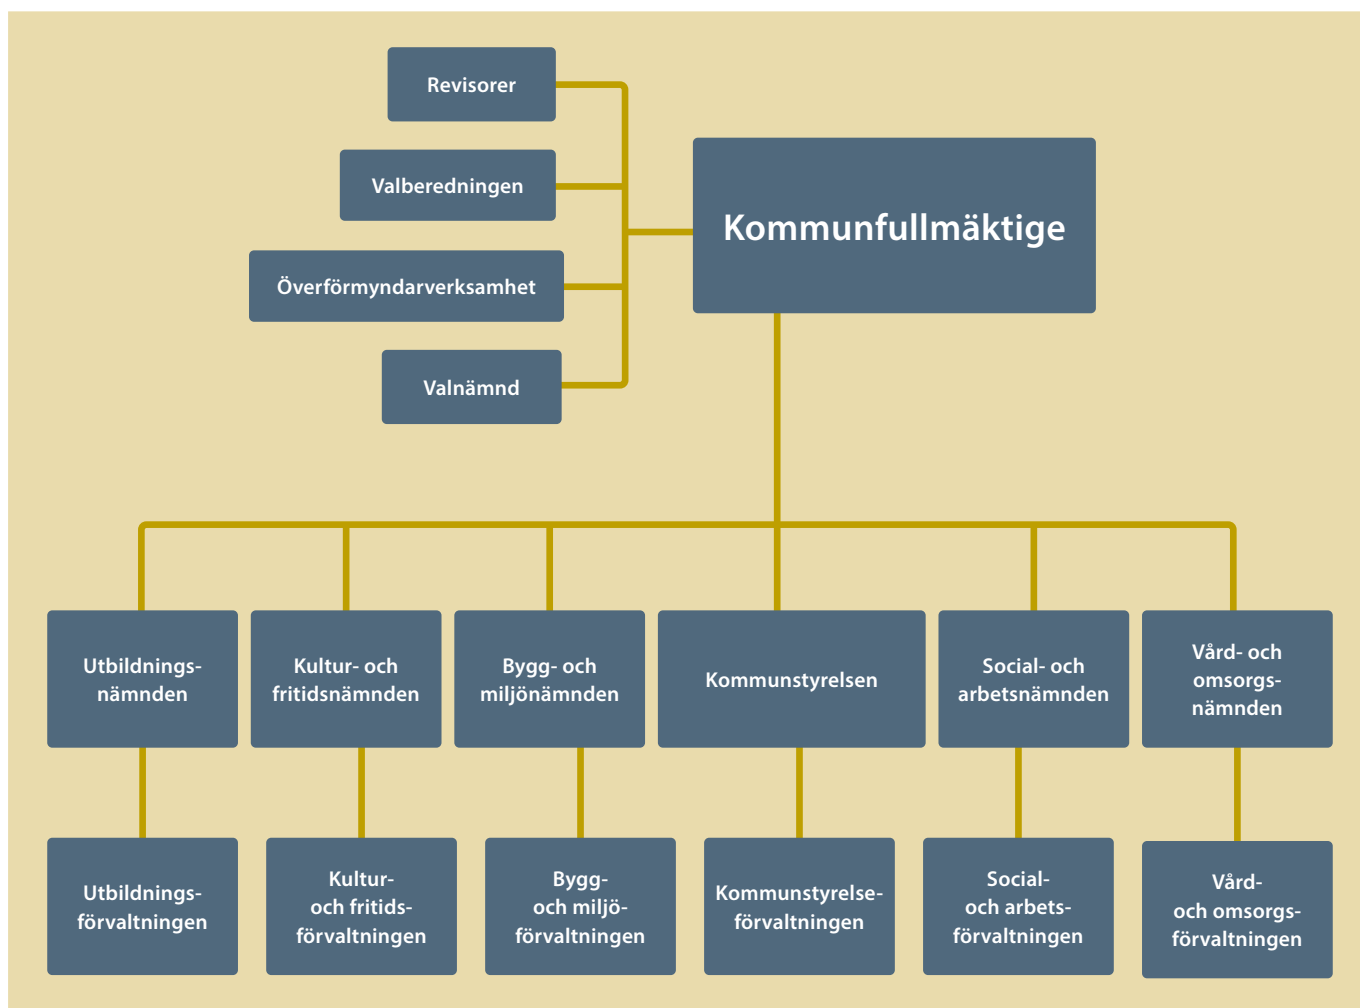 Revisorer
Valberedningen
Överförmyndarverksamhet
Valnämnd
Kommunfullmäktige
Utbildnings-
nämnden
Kultur- och
fritidsnämnden
Bygg- och
miljönämnden
Kommunstyrelsen
Social- och
arbetsnämnden
Vård- och
omsorgs-
nämnden
Utbildnings-
förvaltningen
Kultur-
och fritids-
förvaltningen
Bygg-
och miljö-
förvaltningen
Kommunstyrelse-
förvaltningen
Social-
och arbets-
förvaltningen
Vård-
och omsorgs-
förvaltningen